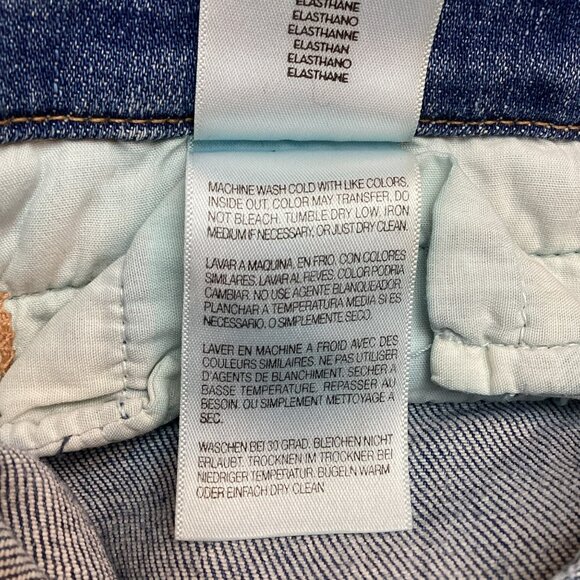 ELASTHANE
ELASTHANO
ELASTHANNE
ELASTHAN
ELASTHANO
ELASTHANE
MACHINE WASH COLD WITH LIKE COLORS,
INSIDE OUT. COLOR MAY TRANSFER, DO
NOT BLEACH. TUMBLE DRY LOW. IRON
MEDIUM IF NECESSARY, OR JUST DRY CLEAN.
LAVAR A MAQUINA, EN FRIO, CON COLORES
SIMILARES. LAVAR AL REVES. COLOR PODRIA
CAMBIAR. NO USE AGENTE BLANQUEADOR.
PLANCHAR A TEMPERATURA MEDIA SI ES
NECESARIO, O SIMPLEMENTE SECO.
LAVER EN MACHINE A FROID AVEC DES
COULEURS SIMILAIRES. NE PAS UTILISER
D'AGENTS DE BLANCHIMENT. SECHER A
BASSE TEMPERATURE. REPASSER AU
BESOIN. OU SIMPLEMENT METTOYAGE A
SEC.
WASCHEN BEI 30 GRAD. BLEICHEN NICHT
ERLAUBT. TROCKNEN IM TROCKNER BEI
NIEDRIGER TEMPERATUR. BUGELN WARM
ODER EINFACH DRY CLEAN